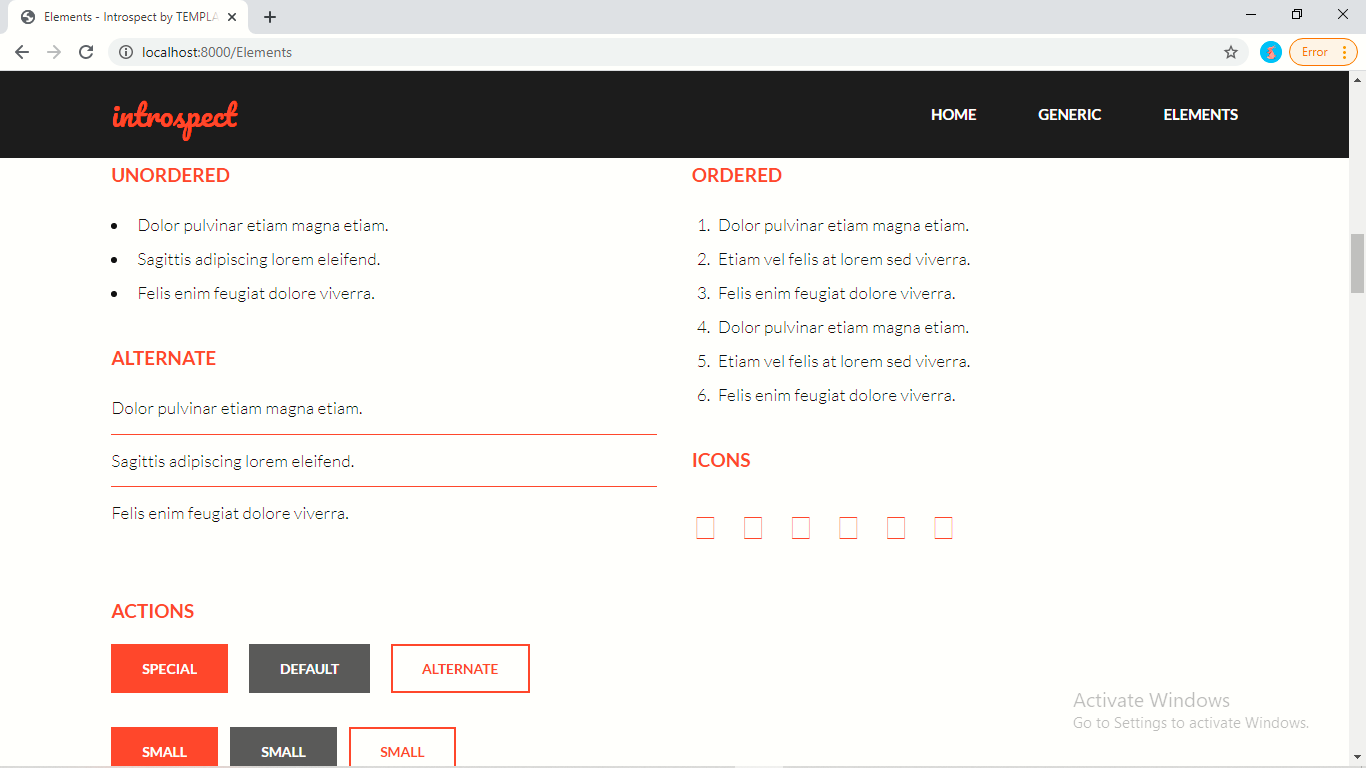 Elements - Introspect by TEMPLA
localhost:8000/Elements
Error
introspect
HOME
GENERIC
ELEMENTS
UNORDERED
• Dolor pulvinar etiam magna etiam.
• Sagittis adipiscing lorem eleifend.
• Felis enim feugiat dolore viverra.
ALTERNATE
Dolor pulvinar etiam magna etiam.
Sagittis adipiscing lorem eleifend.
Felis enim feugiat dolore viverra.
ORDERED
1. Dolor pulvinar etiam magna etiam.
2. Etiam vel felis at lorem sed viverra.
3. Felis enim feugiat dolore viverra.
4. Dolor pulvinar etiam magna etiam.
5. Etiam vel felis at lorem sed viverra.
6. Felis enim feugiat dolore viverra.
ICONS
ACTIONS
SPECIAL
DEFAULT
ALTERNATE
SMALL
SMALL
SMALL
Activate Windows
Go to Settings to activate Windows.